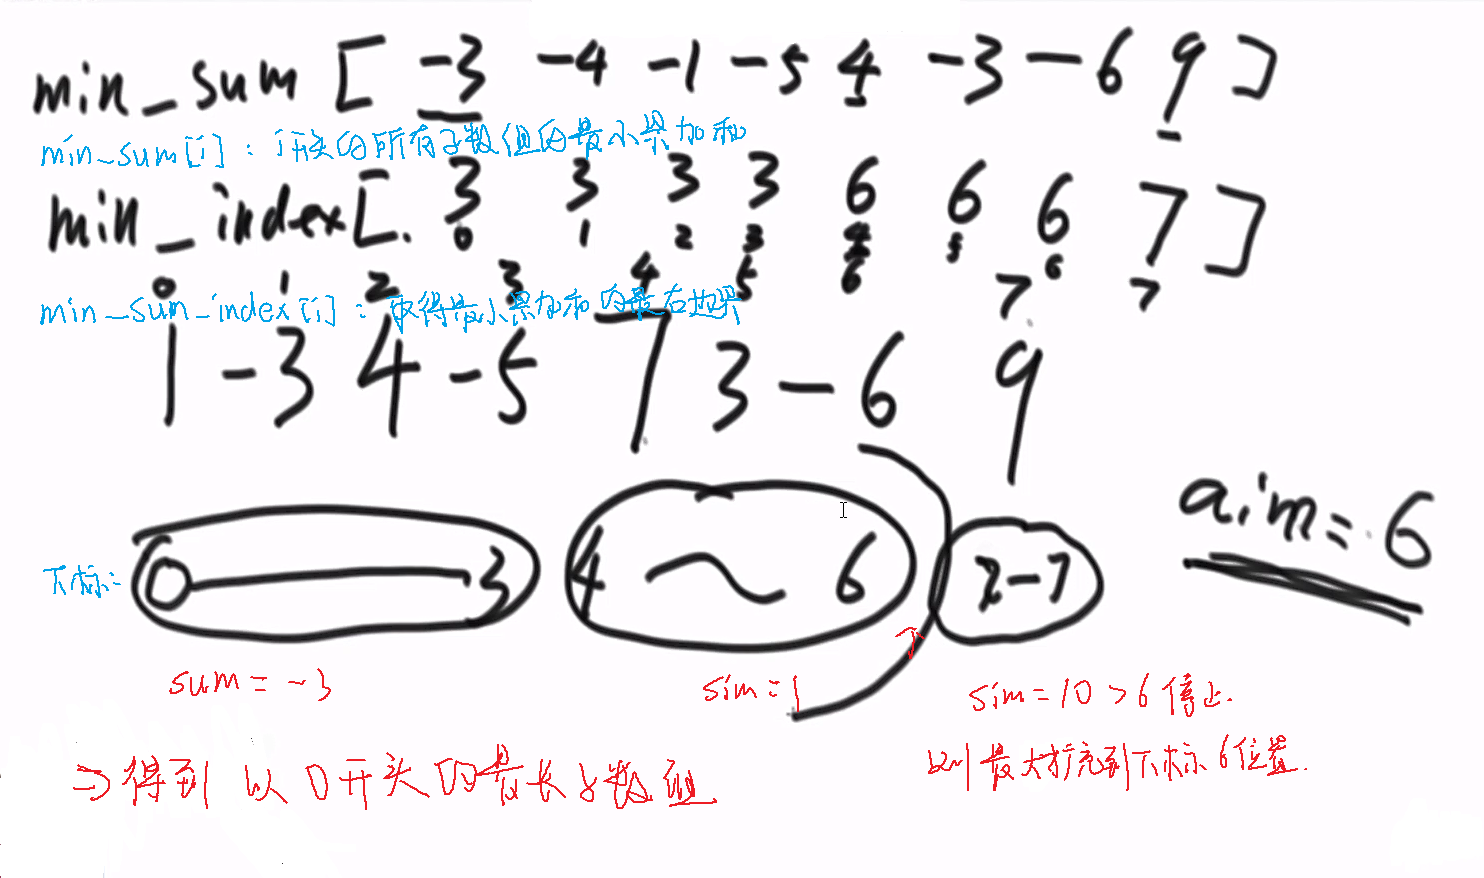 min_sum [ -3 -4 -1 -5 4 -3 -6 9 ]
min_sum[i] : i开头的所有子数组的最小累加和
min_index[. 3 3 3 3 6 6 6 7 ]
0 1 2 3 4 5 6 7
0 1 2 3 4 5 6 7
min_sum_index[i] : 取得最小累加和的最右边界
1 -3 4 -5 7 3 -6 9
aim = 6
下标: 0 3 4 ~ 6 7-7
sum = -3 sim = 1 sim = 10 > 6 停止.
以叫最大扩充到下标6位置.
⇒ 得到 以 0 开头的最长子数组